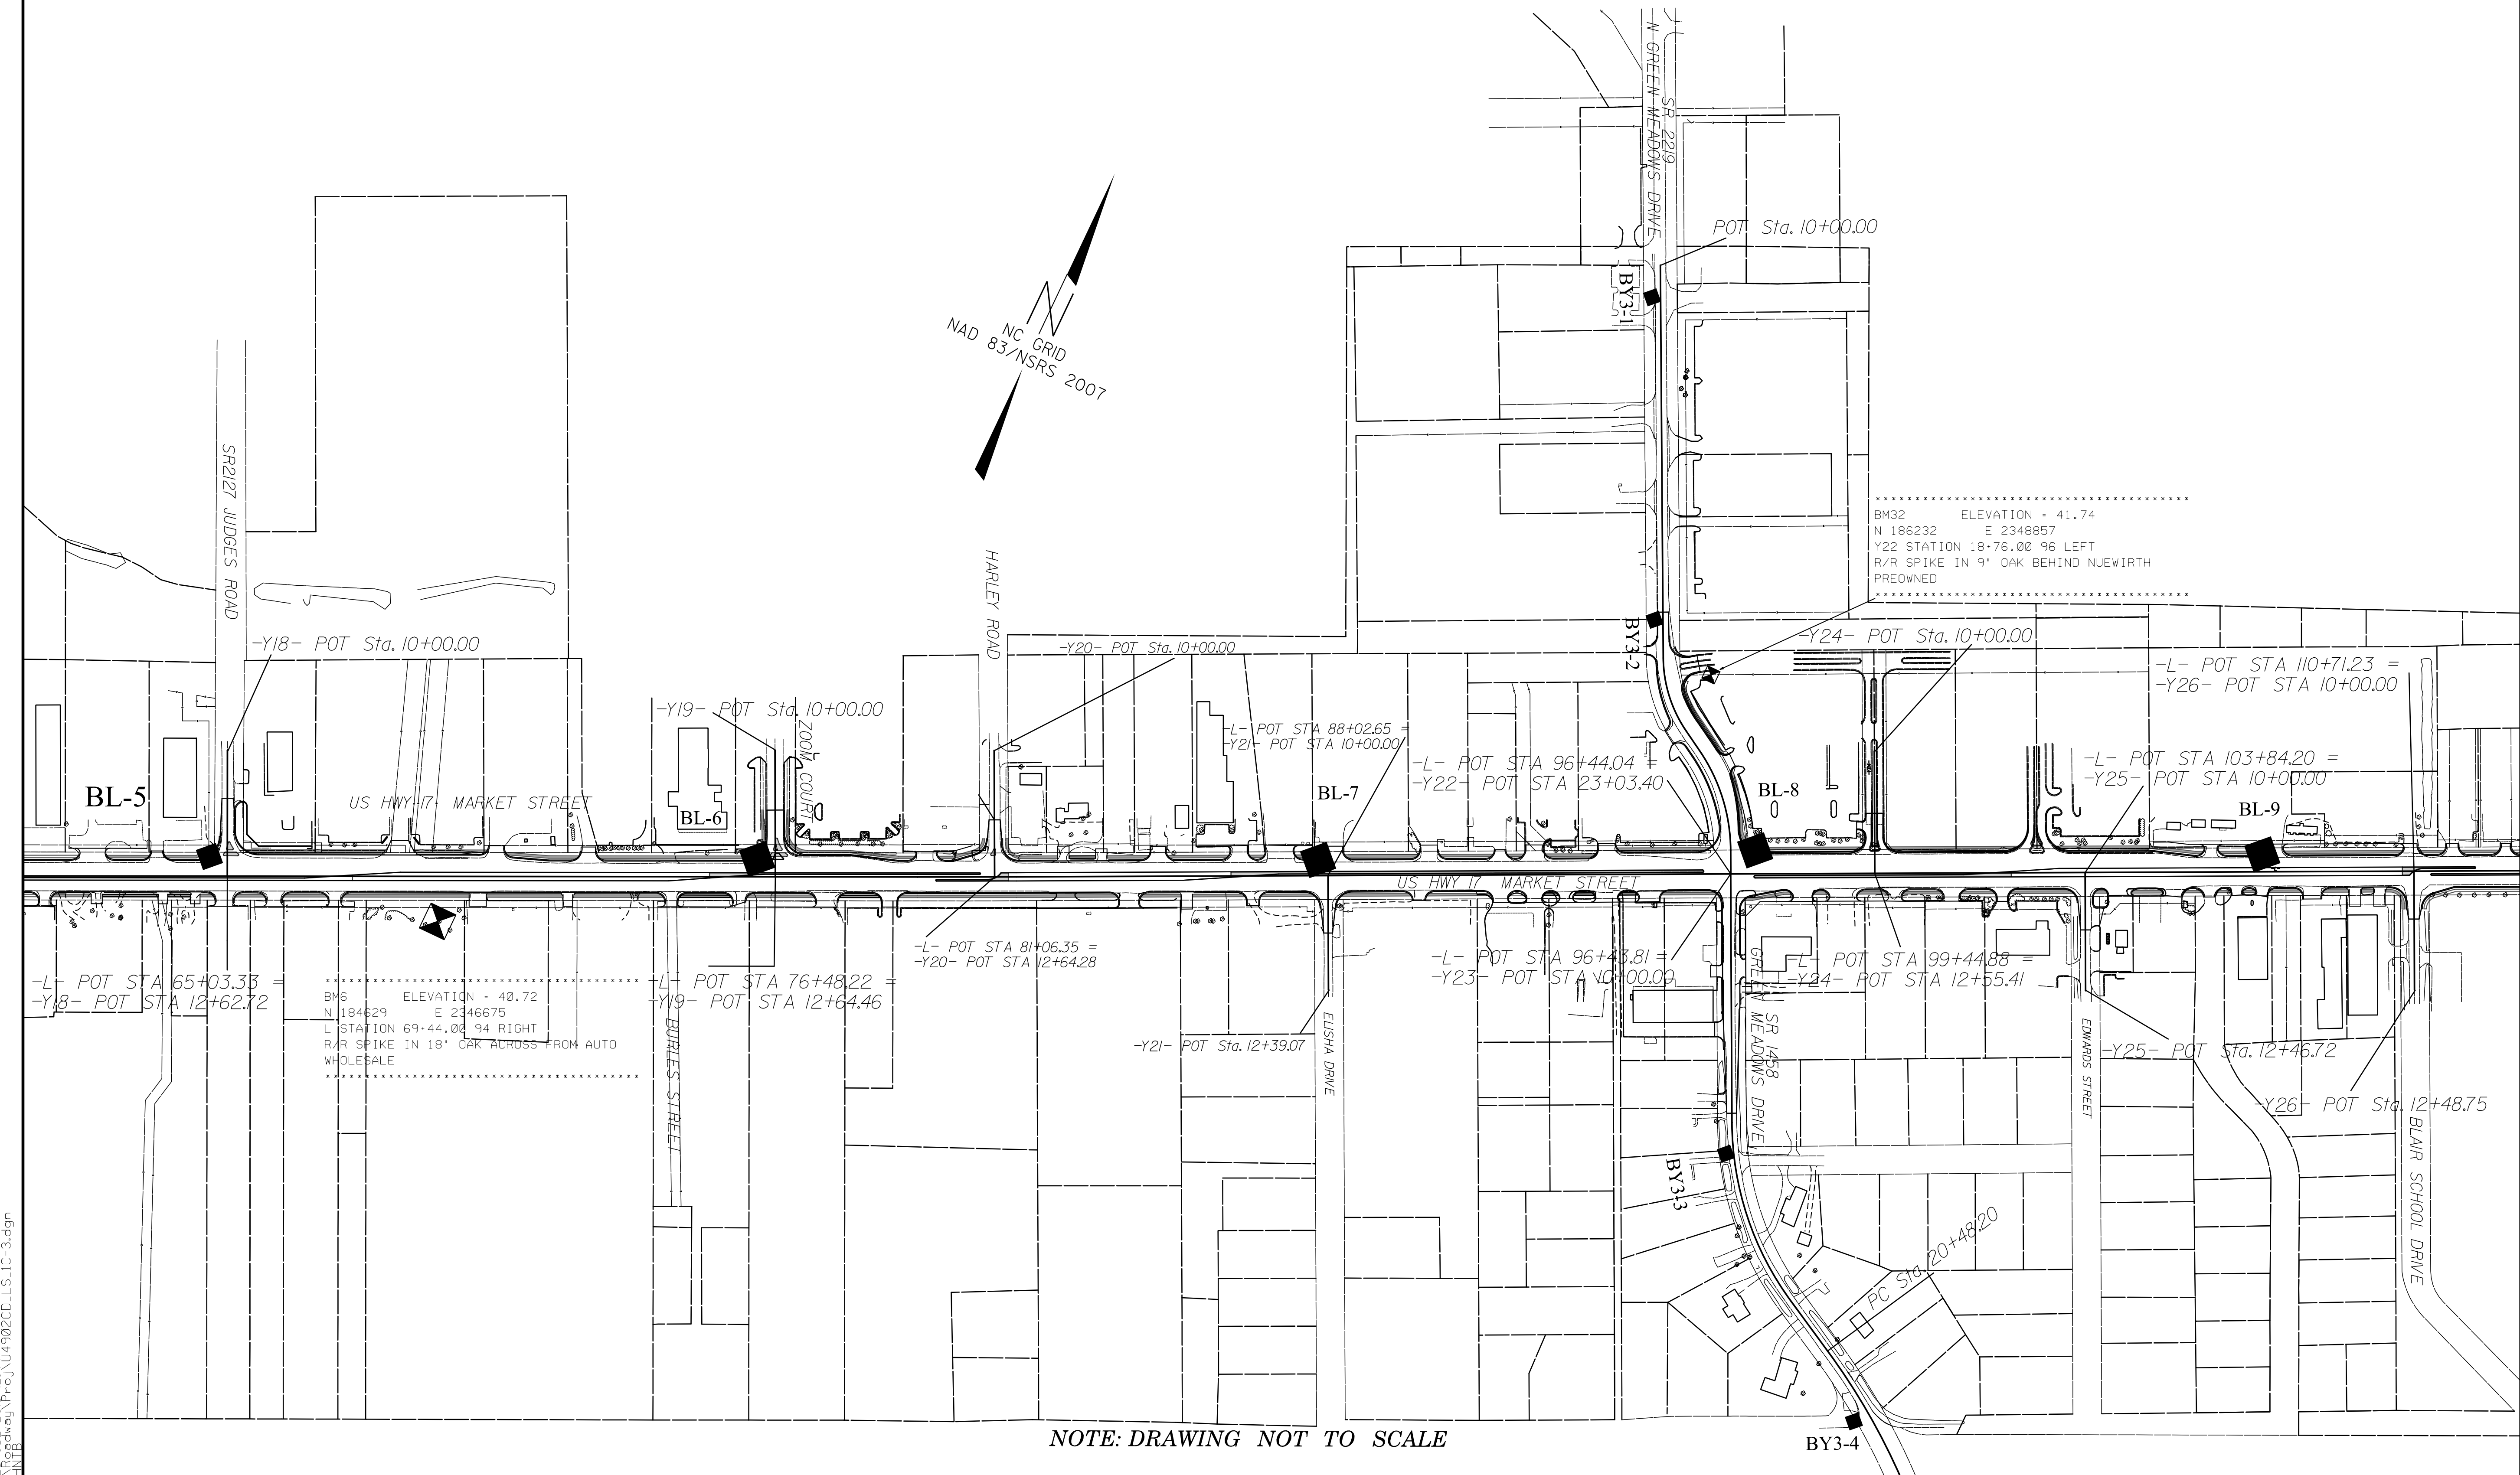 N GREEN MEADOWS DRIVE
SR 2219
POT Sta. 10+00.00
BY3-1
NC GRID
NAD 83/NSRS 2007
SR2127 JUDGES ROAD
HARLEY ROAD
BM32 ELEVATION = 41.74
N 186232 E 2348857
Y22 STATION 18+76.00 96 LEFT
R/R SPIKE IN 9" OAK BEHIND NUEWIRTH
PREOWNED
BY3-2
-Y18- POT Sta. 10+00.00
-Y20- POT Sta. 10+00.00
-Y24- POT Sta. 10+00.00
-L- POT STA 110+71.23 =
-Y26- POT STA 10+00.00
-Y19- POT Sta. 10+00.00
ZOOM COURT
-L- POT STA 88+02.65 =
-Y21- POT STA 10+00.00
-L- POT STA 96+44.04 =
-Y22- POT STA 23+03.40
-L- POT STA 103+84.20 =
-Y25- POT STA 10+00.00
BL-5
US HWY 17 MARKET STREET
BL-6
BL-7
BL-8
BL-9
US HWY 17 MARKET STREET
-L- POT STA 65+03.33 =
-Y18- POT STA 12+62.72
BM6 ELEVATION = 40.72
N 184629 E 2346675
L STATION 69+44.00 94 RIGHT
R/R SPIKE IN 18" OAK ACROSS FROM AUTO
WHOLESALE
-L- POT STA 76+48.22 =
-Y19- POT STA 12+64.46
-L- POT STA 81+06.35 =
-Y20- POT STA 12+64.28
-L- POT STA 96+43.81 =
-Y23- POT STA 10+00.00
-L- POT STA 99+44.88 =
-Y24- POT STA 12+55.41
BURLES STREET
-Y21- POT Sta. 12+39.07
ELISHA DRIVE
GREEN MEADOWS DRIVE
SR 1458
EDWARDS STREET
-Y25- POT Sta. 12+46.72
-Y26- POT Sta. 12+48.75
BLAIR SCHOOL DRIVE
BY3-3
PC Sta. 20+48.20
BY3-4
NOTE: DRAWING NOT TO SCALE
\Roadway\Proj\U4902CD_LS_1C-3.dgn
HNTB